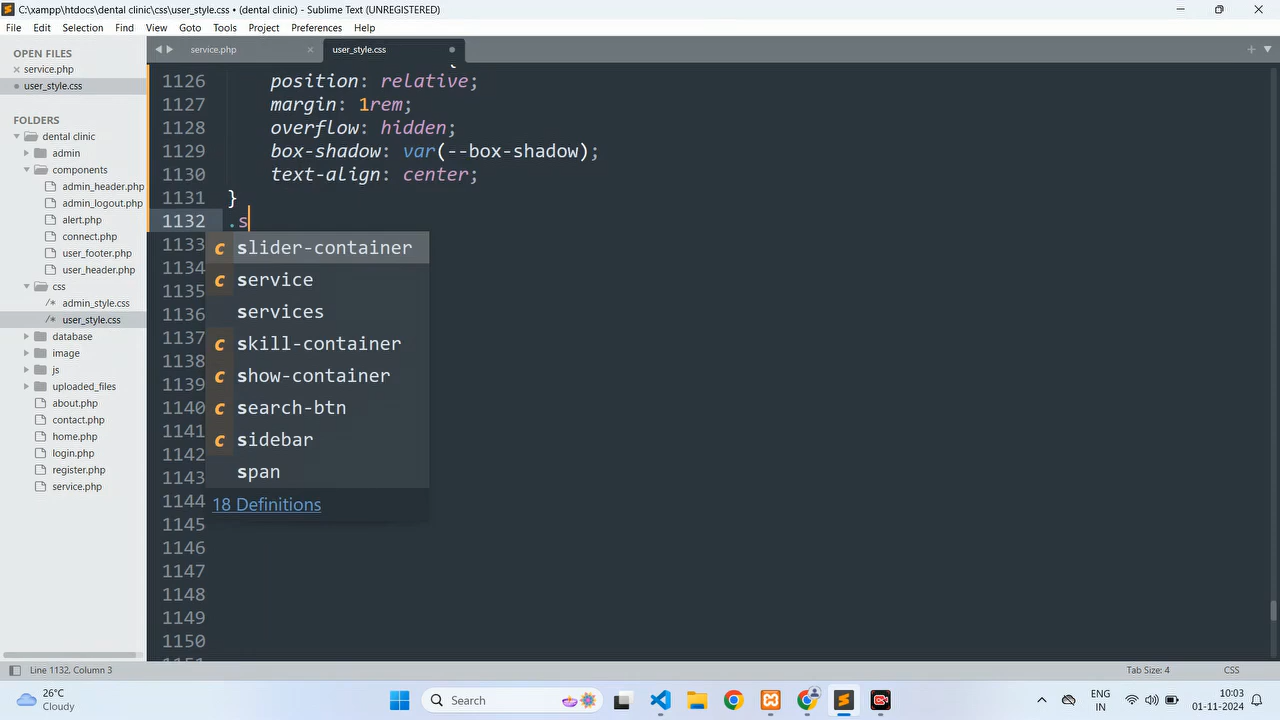 C:\xampp\htdocs\dental clinic\css\user_style.css • (dental clinic) - Sublime Text (UNREGISTERED)
File Edit Selection Find View Goto Tools Project Preferences Help
OPEN FILES
service.php
user_style.css
FOLDERS
dental clinic
admin
components
admin_header.php
admin_logout.php
alert.php
connect.php
user_footer.php
user_header.php
css
/* admin_style.css
/* user_style.css
database
image
js
uploaded_files
about.php
contact.php
home.php
login.php
register.php
service.php
service.php ×
user_style.css
1126 position: relative;
1127 margin: 1rem;
1128 overflow: hidden;
1129 box-shadow: var(--box-shadow);
1130 text-align: center;
1131 }
1132 .s
1133
1134
1135
1136
1137
1138
1139
1140
1141
1142
1143
1144
1145
1146
1147
1148
1149
1150
c slider-container
c service
services
c skill-container
c show-container
c search-btn
c sidebar
span
18 Definitions
Line 1132, Column 3
Tab Size: 4
CSS
26°C
Cloudy
Search
ENG
IN
10:03
01-11-2024